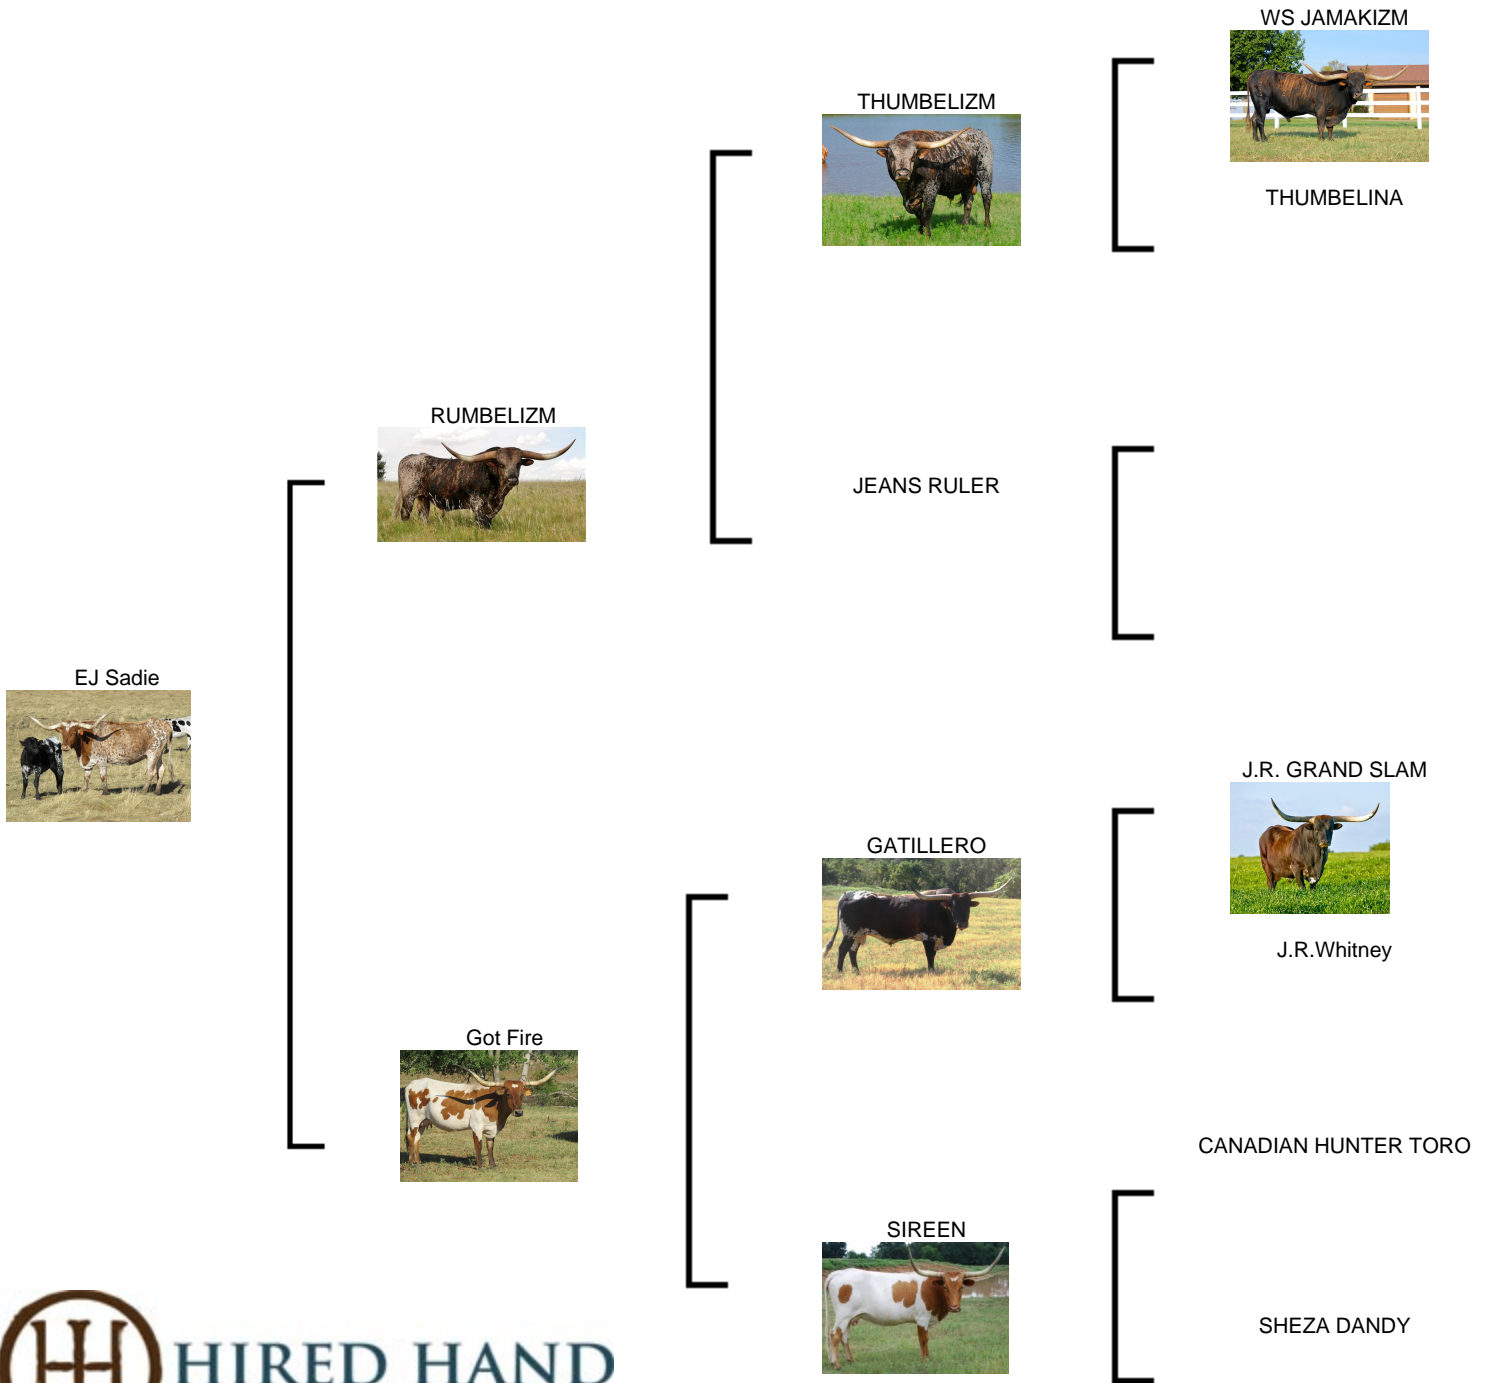 WS JAMAKIZM
THUMBELIZM
THUMBELINA
RUMBELIZM
JEANS RULER
EJ Sadie
J.R. GRAND SLAM
GATILLERO
J.R.Whitney
Got Fire
CANADIAN HUNTER TORO
SIREEN
SHEZA DANDY
HIRED HAND